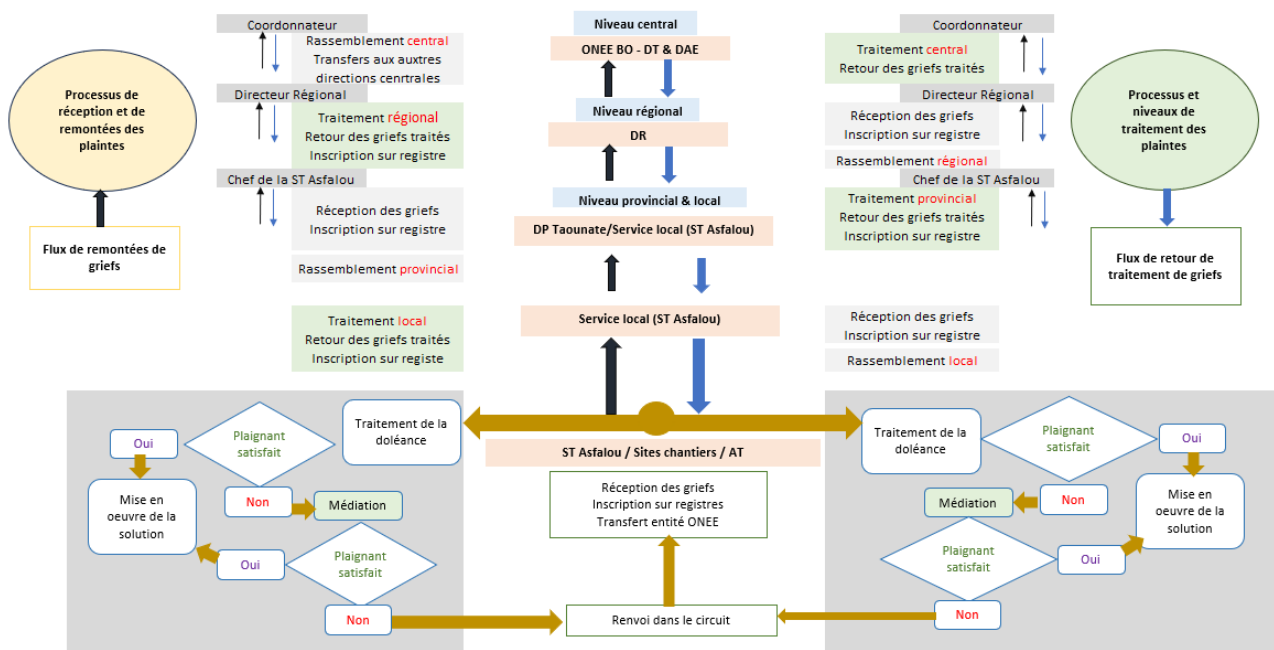 Coordonnateur
Rassemblement central
Transfers aux auxtres
directions cenrtrales
Directeur Régional
Traitement régional
Retour des griefs traités
Inscription sur registre
Chef de la ST Asfalou
Réception des griefs
Inscription sur registre
Rassemblement provincial
Traitement local
Retour des griefs traités
Inscription sur registe
Processus de
réception et de
remontées des
plaintes
Flux de remontées de
griefs
Niveau central
ONEE BO - DT & DAE
Niveau régional
DR
Niveau provincial & local
DP Taounate/Service local (ST Asfalou)
Service local (ST Asfalou)
Coordonnateur
Traitement central
Retour des griefs traités
Directeur Régional
Réception des griefs
Inscription sur registre
Rassemblement régional
Chef de la ST Asfalou
Traitement provincial
Retour des griefs traités
Inscription sur registre
Réception des griefs
Inscription sur registre
Rassemblement local
Processus et
niveaux de
traitement des
plaintes
Flux de retour de
traitement de griefs
Traitement de la
doléance
Plaignant
satisfait
Oui
Non
Mise en
oeuvre de la
solution
Médiation
Plaignant
satisfait
Oui
Non
ST Asfalou / Sites chantiers / AT
Réception des griefs
Inscription sur registres
Transfert entité ONEE
Renvoi dans le circuit
Traitement de la
doléance
Plaignant
satisfait
Oui
Non
Mise en
oeuvre de la
solution
Médiation
Plaignant
satisfait
Oui
Non